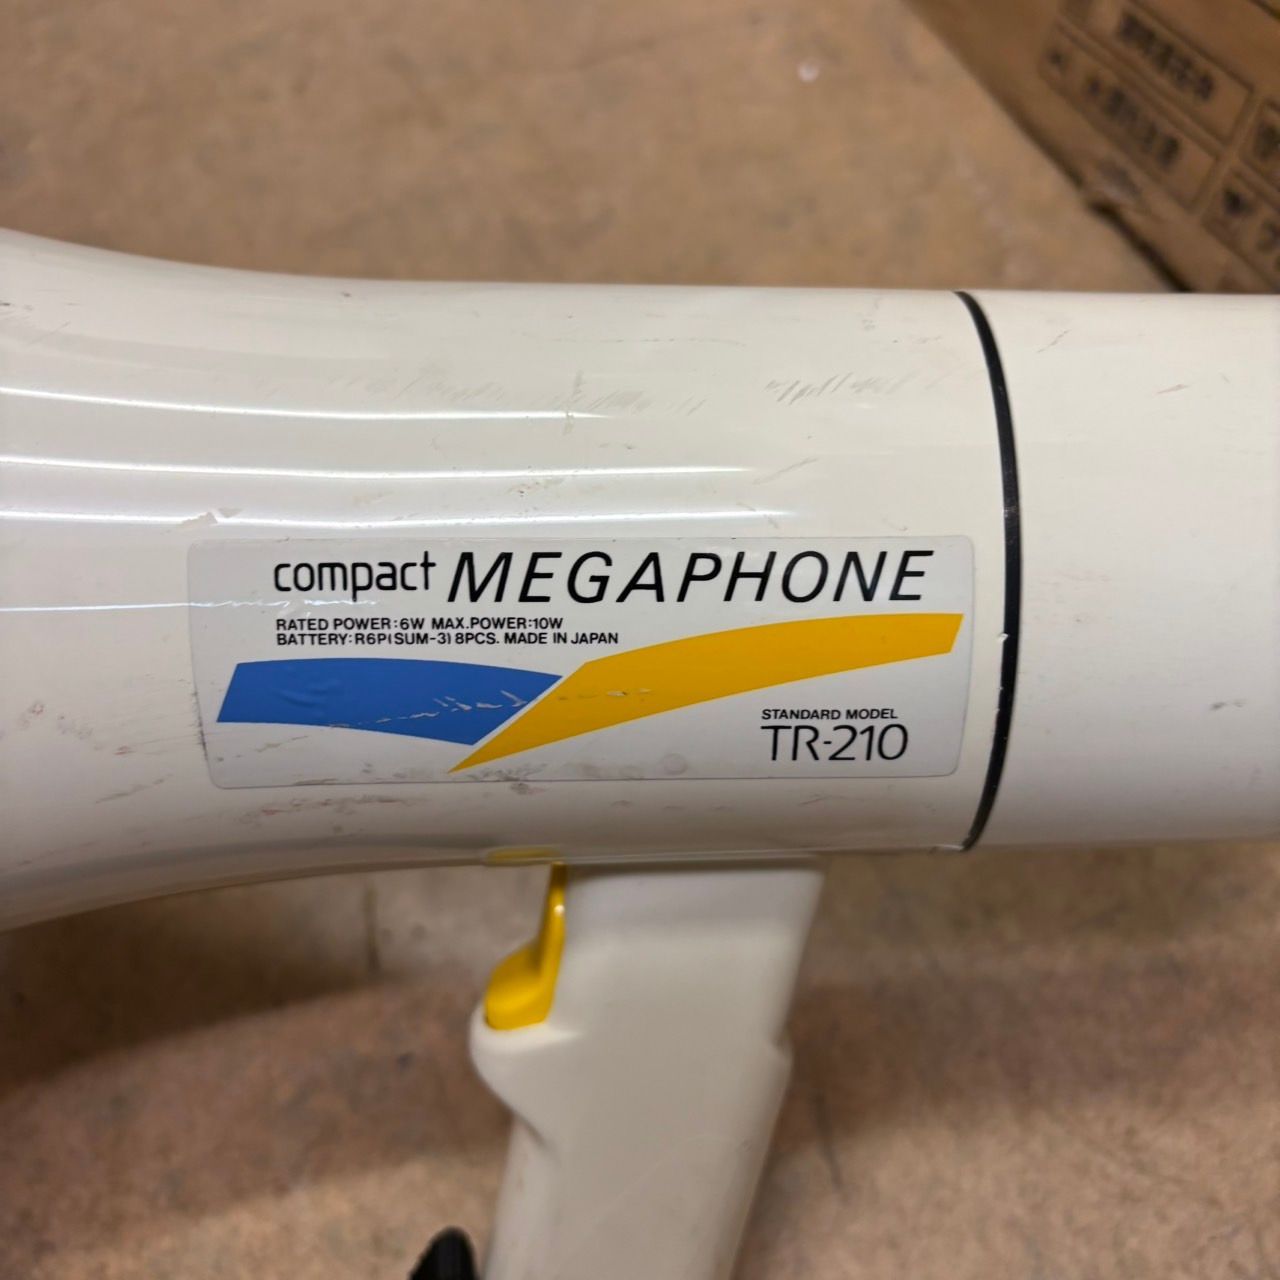 compact MEGAPHONE
RATED POWER:6W MAX.POWER:10W
BATTERY:R6P(SUM-3) 8PCS. MADE IN JAPAN
STANDARD MODEL
TR-210